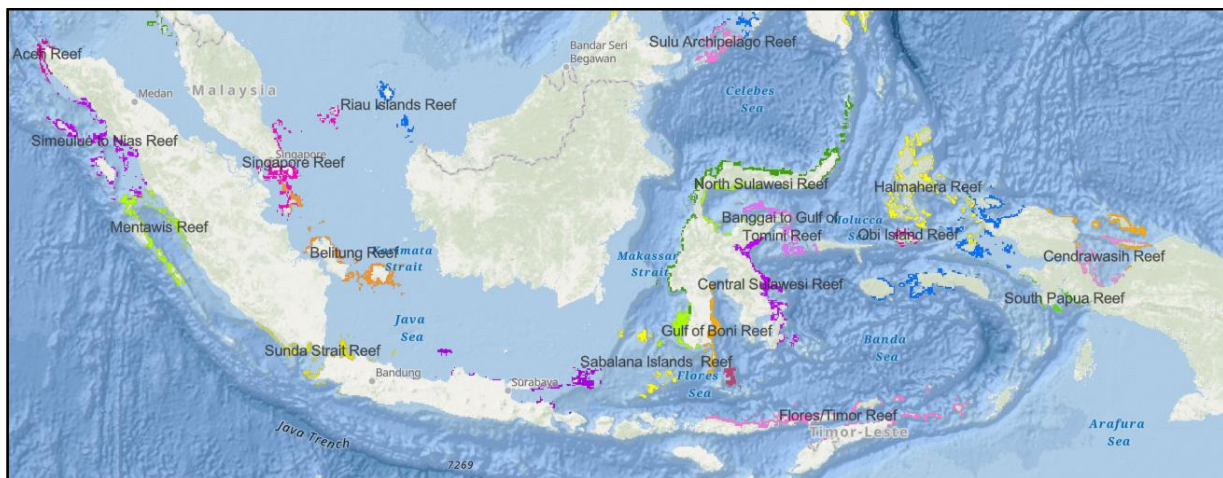 Aceh Reef
Medan
Malaysia
Riau Islands Reef
Bandar Seri
Begawan
Sulu Archipelago Reef
Celebes
Sea
Simeulue to Nias Reef
Singapore
Singapore Reef
North Sulawesi Reef
Halmahera Reef
Mentawis Reef
Banggai to Gulf of
Tomini Reef
Molucca
Sea
Obi Island Reef
Belitung Reef
Karimata
Strait
Makassar
Strait
Cendrawasih Reef
Central Sulawesi Reef
South Papua Reef
Java
Sea
Gulf of Boni Reef
Banda
Sea
Sunda Strait Reef
Bandung
Surabaya
Sabalana Islands Reef
Flores
Sea
Flores/Timor Reef
Timor-Leste
Arafura
Sea
Java Trench
7269